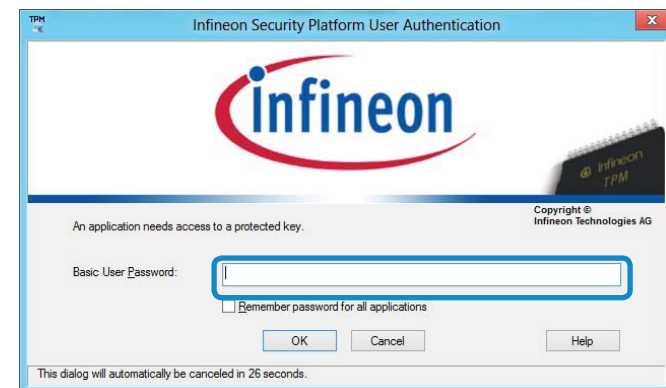 TPM
Infineon Security Platform User Authentication
x
infineon
infineon
TPM
Copyright ©
Infineon Technologies AG
An application needs access to a protected key.
Basic User Password:
Remember password for all applications
OK Cancel Help
This dialog will automatically be canceled in 26 seconds.